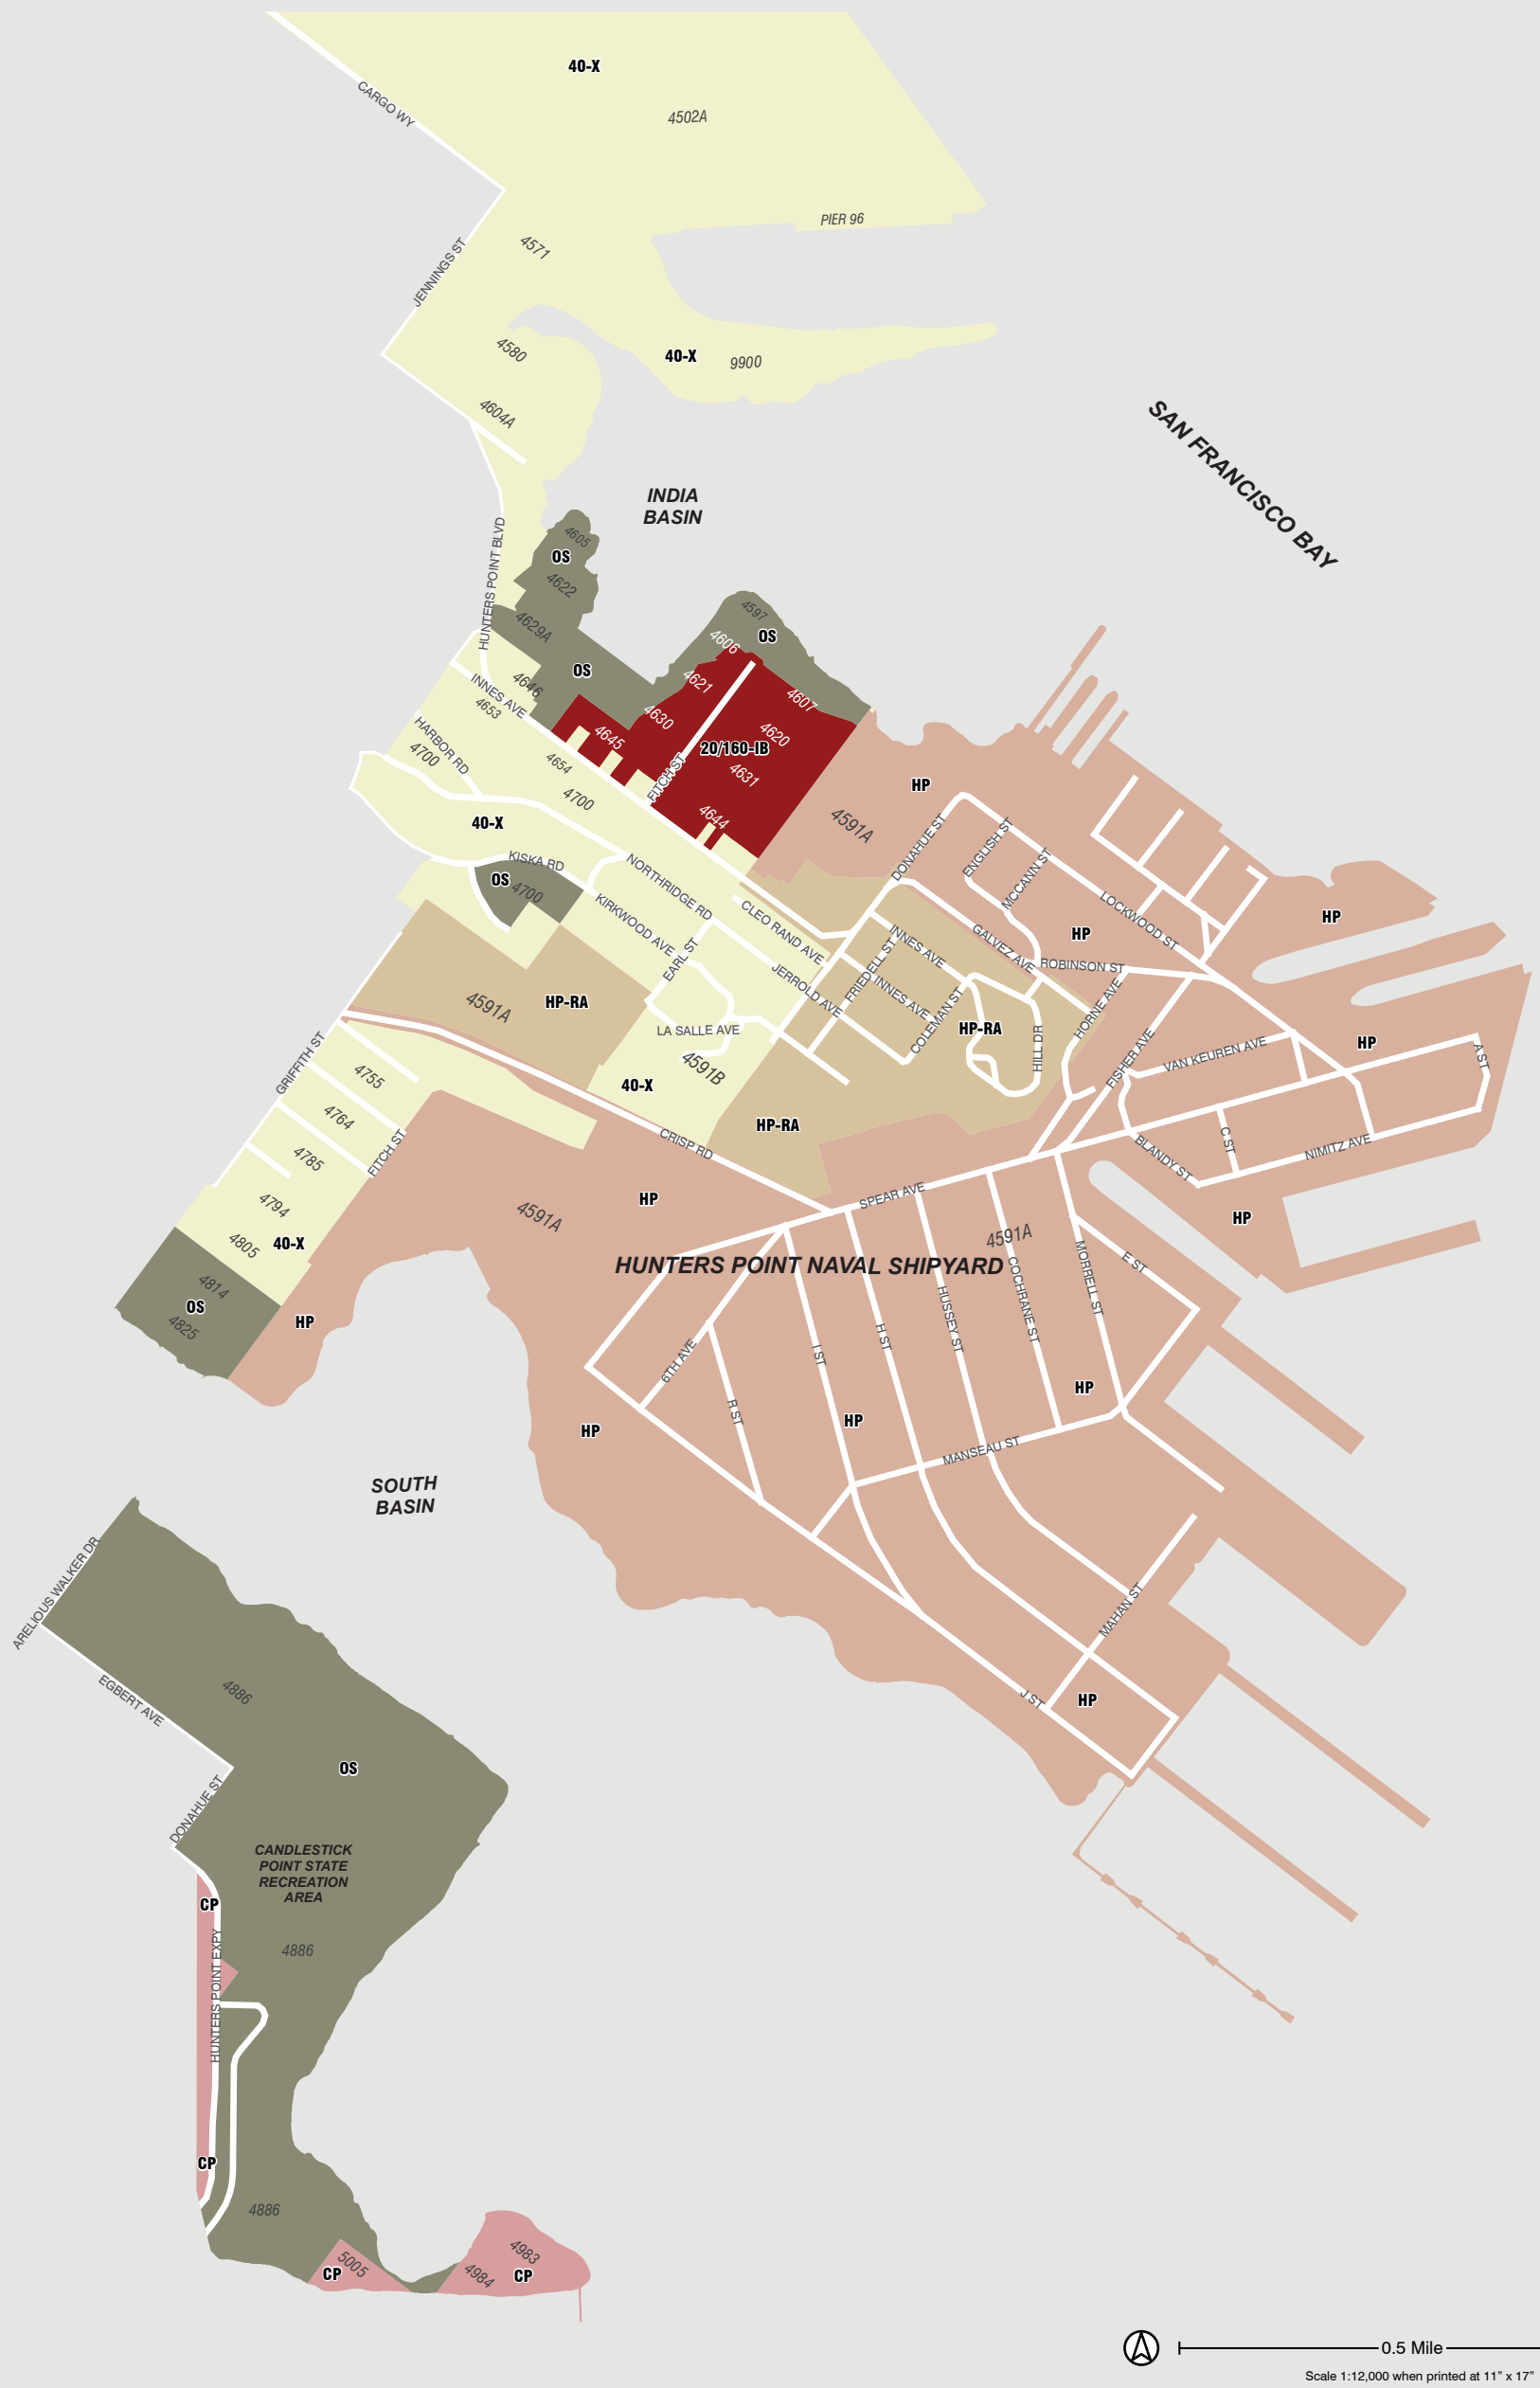 40-X
4502A
CARGO WY
PIER 96
4571
JENNINGS ST
4580
40-X
9900
4604A
SAN FRANCISCO BAY
INDIA
BASIN
4605
OS
4622
HUNTERS POINT BLVD
4597
4629A
OS
4606
OS
4646
4621
INNES AVE
4653
4607
4630
4645
4620
20/160-IB
HARBOR RD
4700
4654
FITCH ST
4631
HP
4700
4644
4591A
40-X
DONAHUE ST
ENGLISH ST
MCCANN ST
KISKA RD
OS
4700
NORTHRIDGE RD
KIRKWOOD AVE
CLEO RAND AVE
LOCKWOOD ST
HP
HP
EARL ST
INNES AVE
GALVEZ AVE
ROBINSON ST
FRIEDELL ST
JERROLD AVE
INNES AVE
4591A
HP-RA
COLEMAN ST
HP-RA
HILL DR
HORNE AVE
LA SALLE AVE
FISHER AVE
VAN KEUREN AVE
HP
A ST
4591B
40-X
GRIFFITH ST
4755
4764
HP-RA
CRISP RD
FITCH ST
4785
BLANDY ST
C ST
NIMITZ AVE
HP
SPEAR AVE
4794
4591A
HP
4805
40-X
4591A
HUNTERS POINT NAVAL SHIPYARD
E ST
MORRELL ST
4814
OS
4825
HP
COCHRANE ST
HUSSEY ST
H ST
I ST
6TH AVE
R ST
HP
HP
HP
MANSEAU ST
SOUTH
BASIN
ARELIOUS WALKER DR
MAHAN ST
EGBERT AVE
4886
J ST
HP
OS
DONAHUE ST
CANDLESTICK
POINT STATE
RECREATION
AREA
CP
4886
HUNTERS POINT EXPY
CP
4886
5005
CP
4983
4984
CP
0.5 Mile
Scale 1:12,000 when printed at 11” x 17”